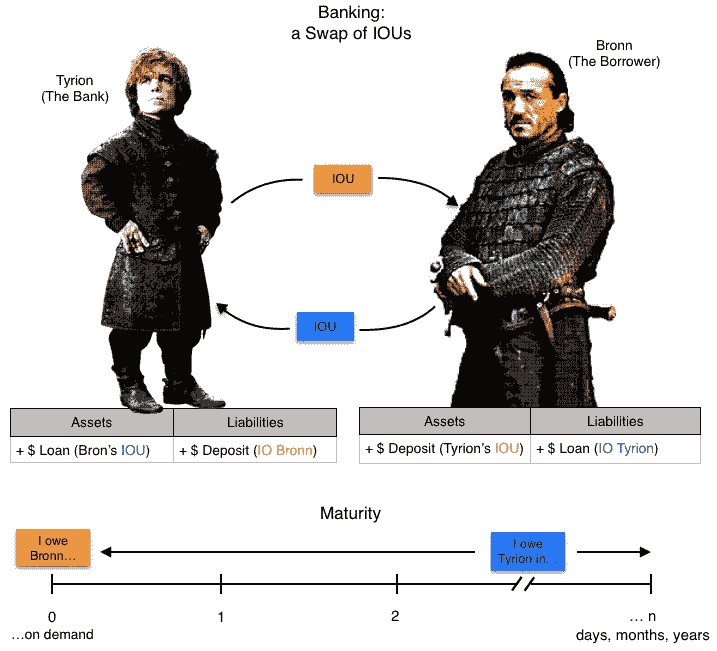 Banking:
a Swap of IOUs
Tyrion
(The Bank)
Bronn
(The Borrower)
IOU
IOU
Assets
Liabilities
+ $ Loan (Bron's IOU)
+ $ Deposit (IO Bronn)
Assets
Liabilities
+ $ Deposit (Tyrion's IOU)
+ $ Loan (IO Tyrion)
Maturity
I owe
Bronn…
I owe
Tyrion in…
0
1
2
… n
…on demand
days, months, years